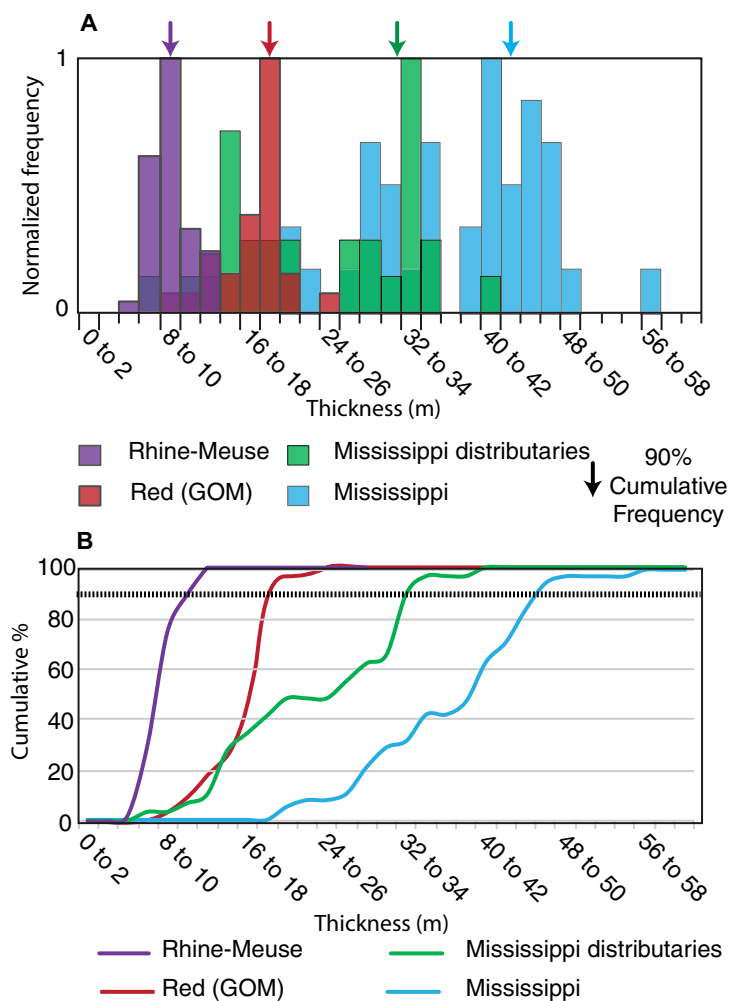 A
1
Normalized frequency
0
0 to 2
8 to 10
16 to 18
24 to 26
32 to 34
40 to 42
48 to 50
56 to 58
Thickness (m)
Rhine-Meuse
Mississippi distributaries
Red (GOM)
Mississippi
90%
Cumulative
Frequency
B
100
80
60
40
20
0
Cumulative %
0 to 2
8 to 10
16 to 18
24 to 26
32 to 34
40 to 42
48 to 50
56 to 58
Thickness (m)
Rhine-Meuse
Mississippi distributaries
Red (GOM)
Mississippi